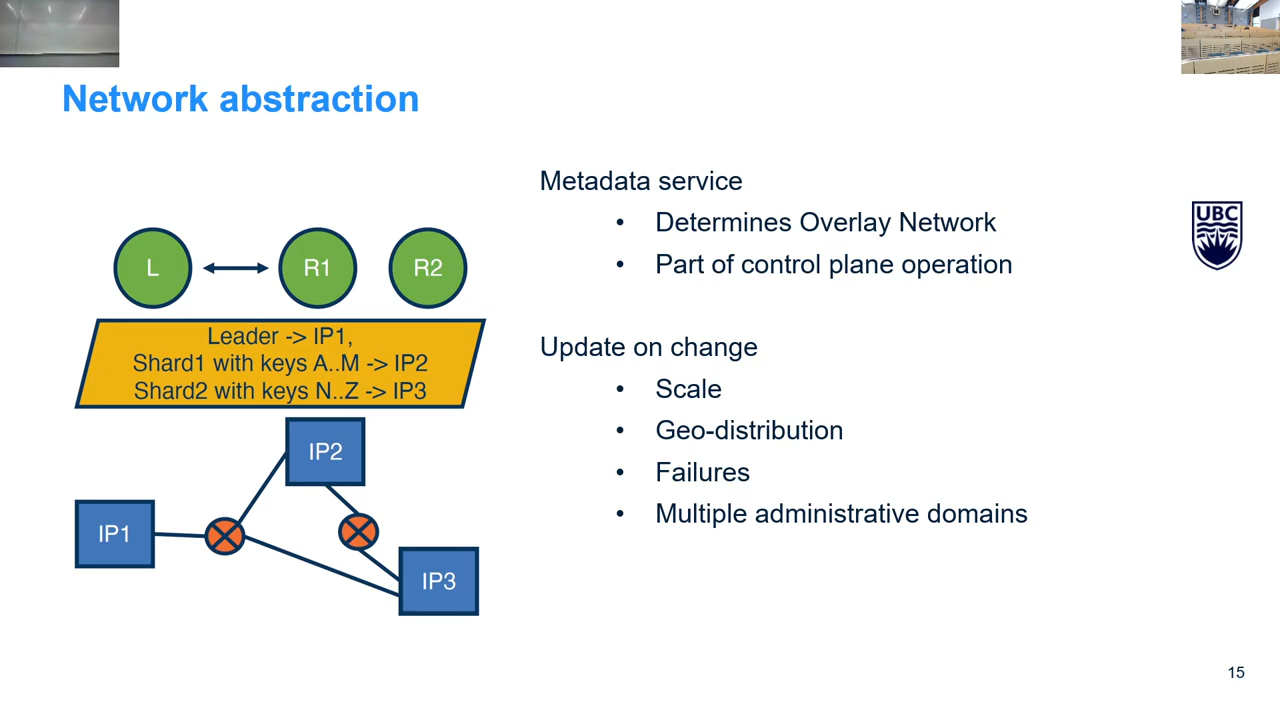 Network abstraction
L
R1
R2
Leader -> IP1,
Shard1 with keys A..M -> IP2
Shard2 with keys N..Z -> IP3
IP2
IP1
IP3
Metadata service
• Determines Overlay Network
• Part of control plane operation
Update on change
• Scale
• Geo-distribution
• Failures
• Multiple administrative domains
UBC
15